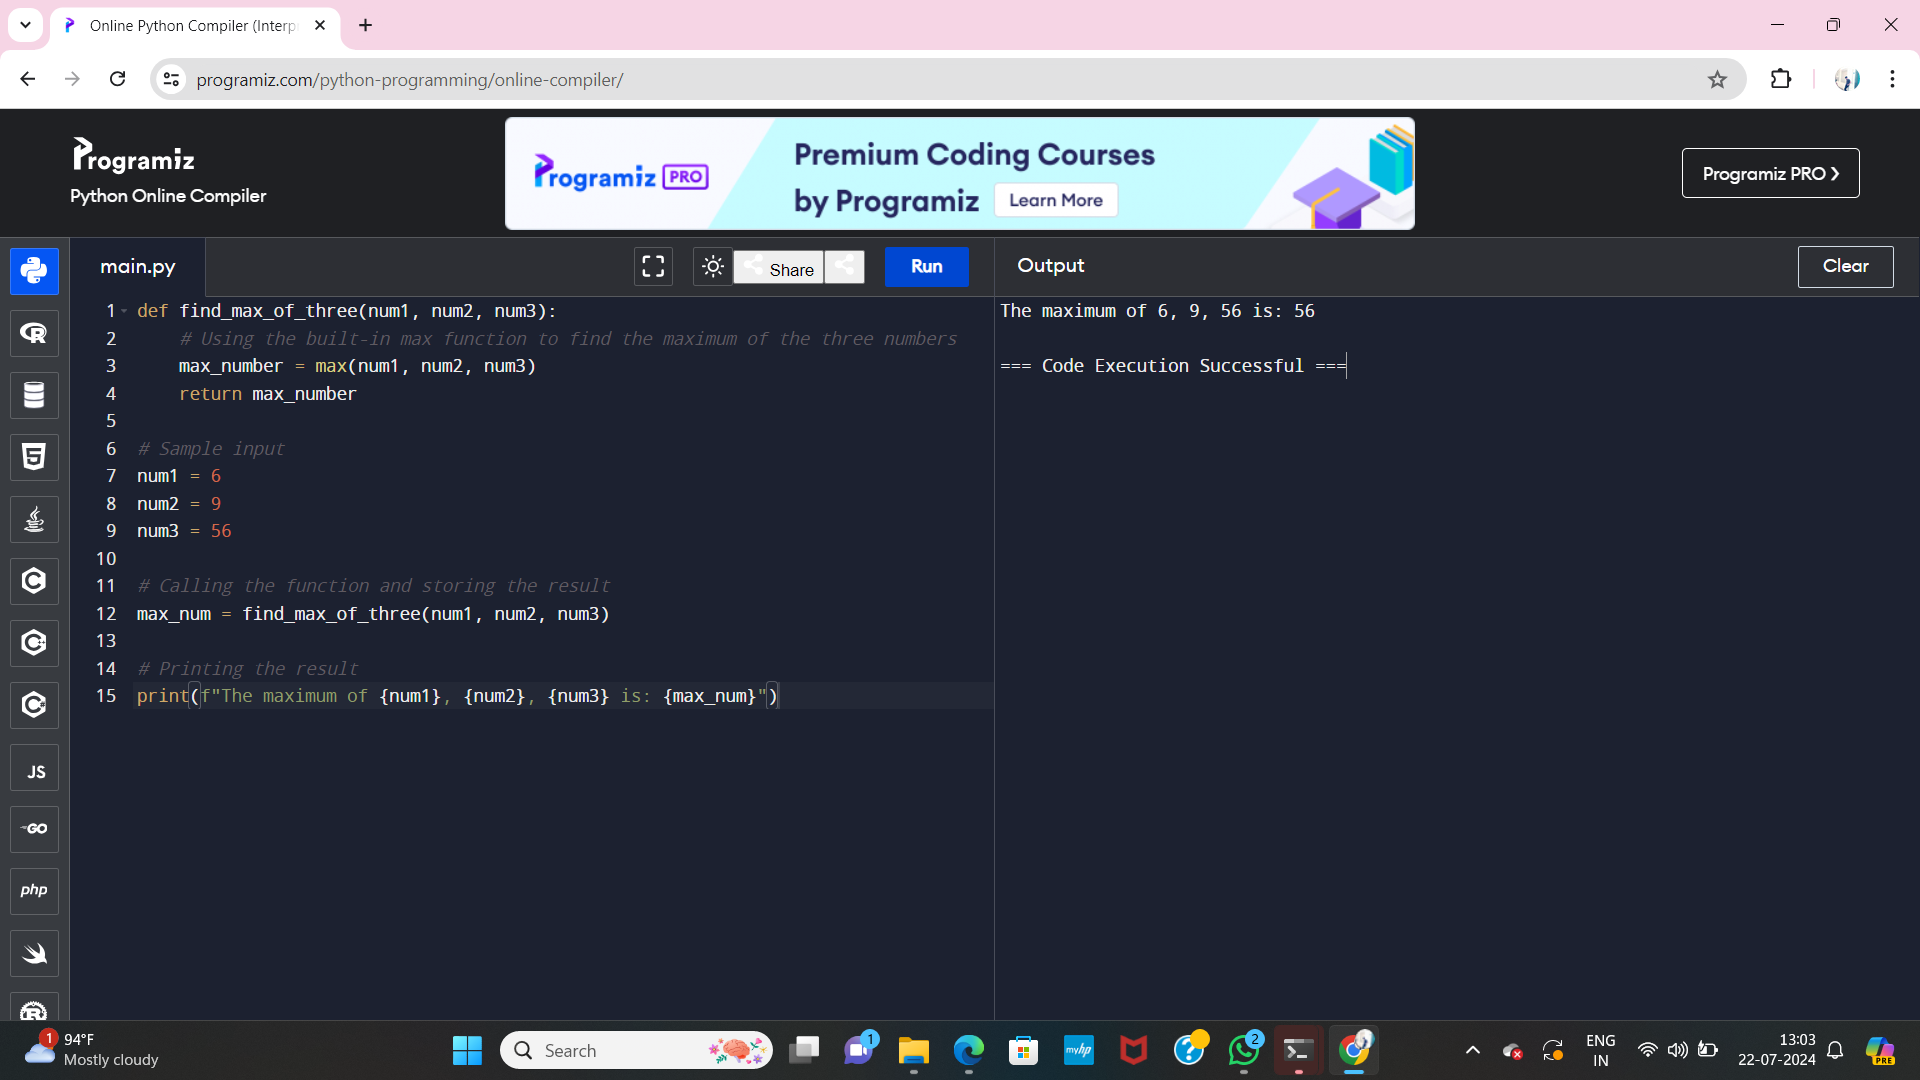 Online Python Compiler (Interp
programiz.com/python-programming/online-compiler/
Programiz
Python Online Compiler
Programiz PRO
Premium Coding Courses
by Programiz
Learn More
Programiz PRO ❯
main.py
Share
Run
Output
Clear
1 def find_max_of_three(num1, num2, num3):
2     # Using the built-in max function to find the maximum of the three numbers
3     max_number = max(num1, num2, num3)
4     return max_number
5
6 # Sample input
7 num1 = 6
8 num2 = 9
9 num3 = 56
10
11 # Calling the function and storing the result
12 max_num = find_max_of_three(num1, num2, num3)
13
14 # Printing the result
15 print(f"The maximum of {num1}, {num2}, {num3} is: {max_num}")
The maximum of 6, 9, 56 is: 56
=== Code Execution Successful ===
R
5
C
C
C
JS
GO
php
R
1
94°F
Mostly cloudy
Search
1
myhp
?
2
ENG
IN
13:03
22-07-2024
PRE